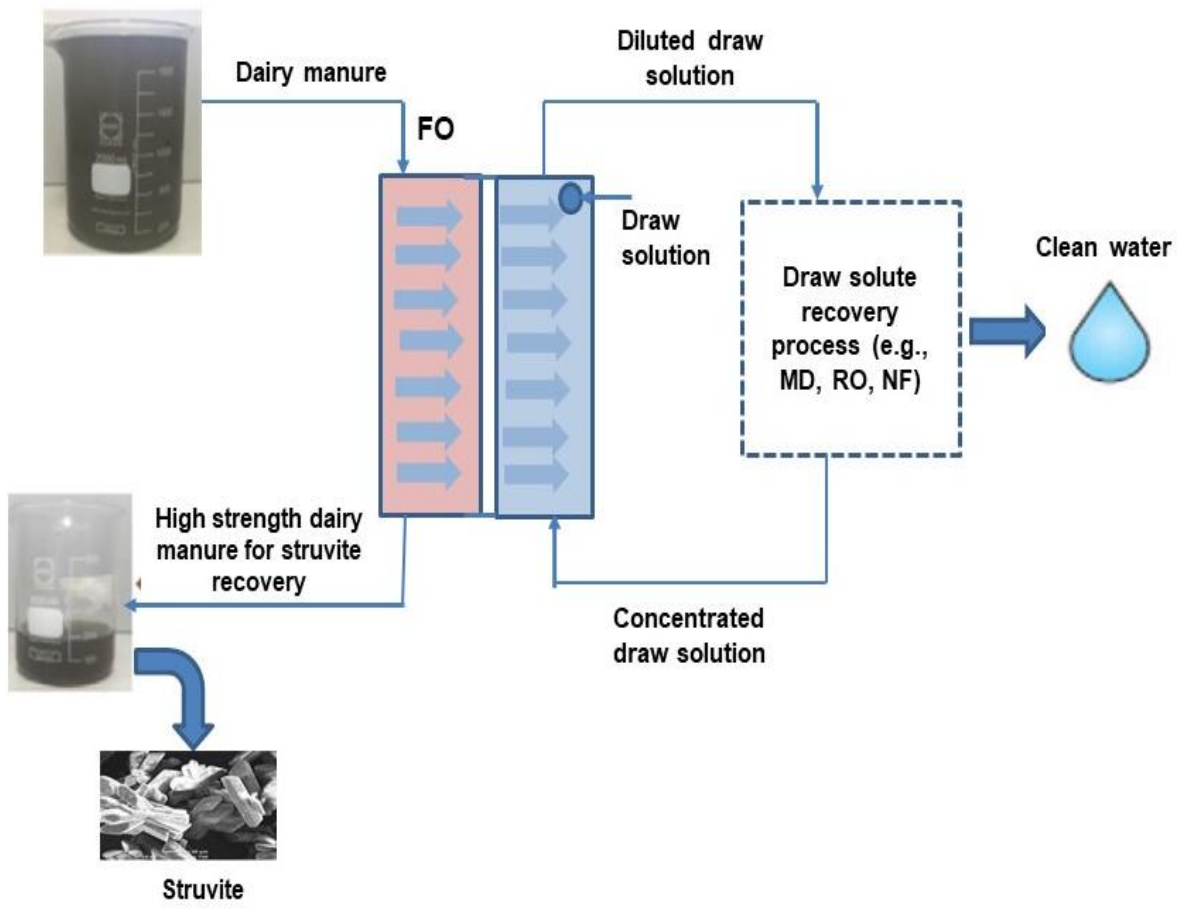 Dairy manure
FO
Diluted draw
solution
Draw
solution
Draw solute
recovery
process (e.g.,
MD, RO, NF)
Clean water
High strength dairy
manure for struvite
recovery
Concentrated
draw solution
Struvite